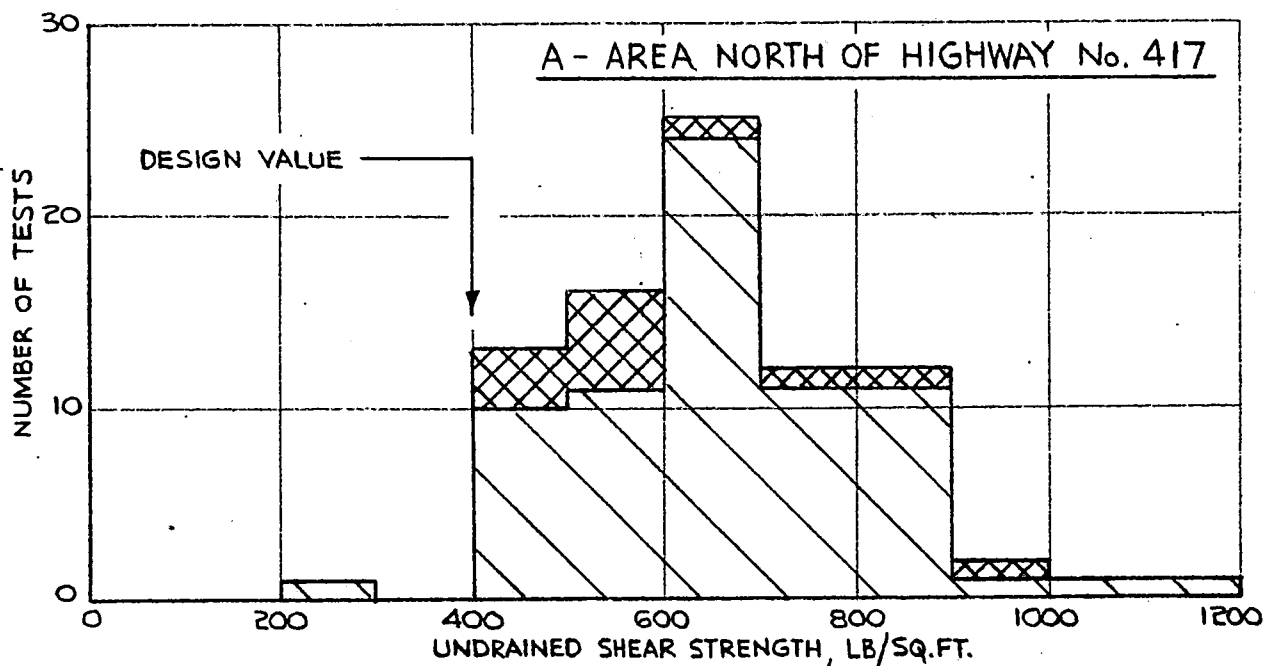 30
A - AREA NORTH OF HIGHWAY No. 417
DESIGN VALUE
20
NUMBER OF TESTS
10
0
0 200 400 600 800 1000 1200
UNDRAINED SHEAR STRENGTH, LB/SQ.FT.